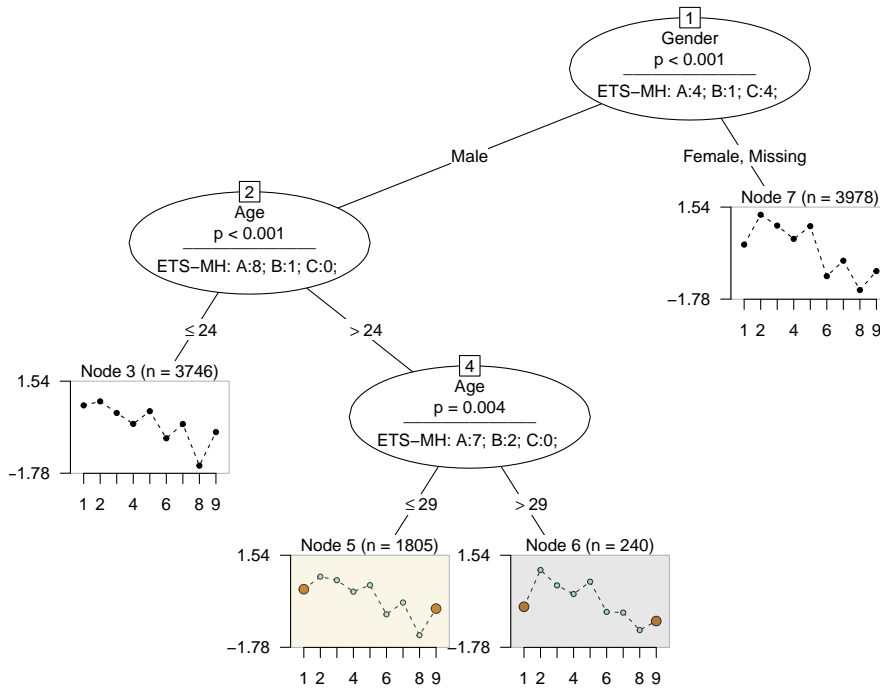 1
Gender
p < 0.001
ETS−MH: A:4; B:1; C:4;
Male
Female, Missing
2
Age
p < 0.001
ETS−MH: A:8; B:1; C:0;
Node 7 (n = 3978)
1.54
−1.78
1 2 4 6 8 9
≤ 24
> 24
Node 3 (n = 3746)
1.54
−1.78
1 2 4 6 8 9
4
Age
p = 0.004
ETS−MH: A:7; B:2; C:0;
≤ 29
> 29
Node 5 (n = 1805)
1.54
−1.78
1 2 4 6 8 9
Node 6 (n = 240)
1.54
−1.78
1 2 4 6 8 9